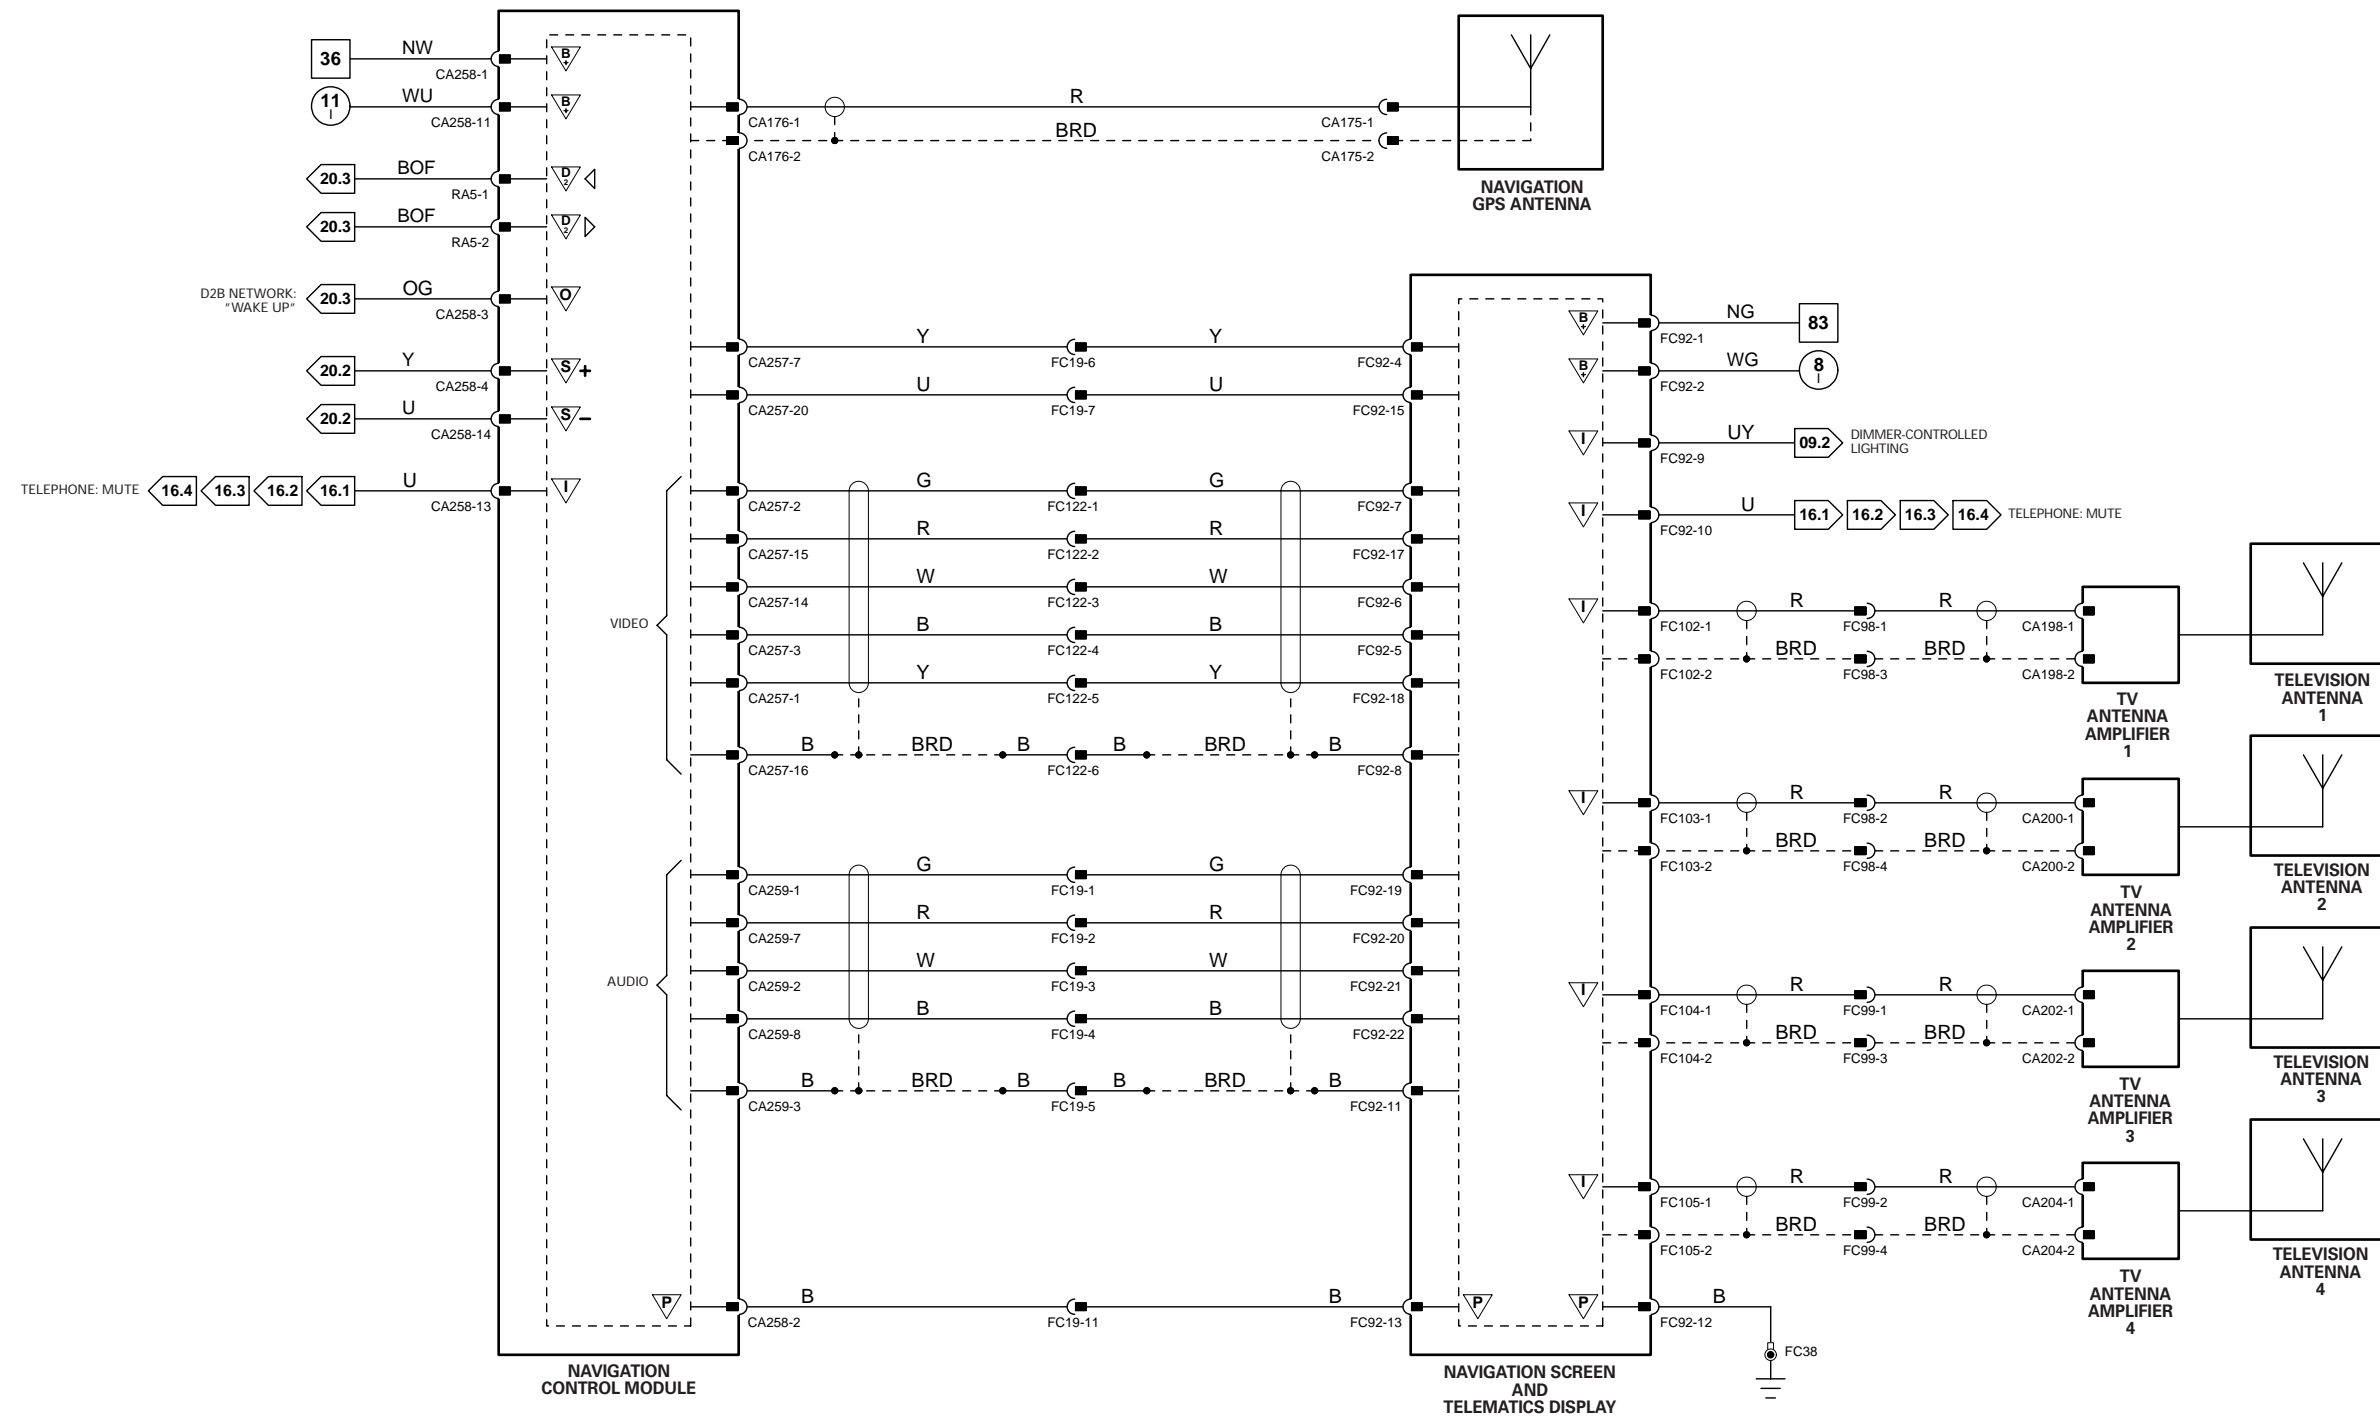 36
NW
CA258-1
B
+
11
I
WU
CA258-11
B
+
20.3
BOF
RA5-1
D
2
20.3
BOF
RA5-2
D
2
D2B NETWORK:
"WAKE UP"
20.3
OG
CA258-3
O
20.2
Y
CA258-4
S +
20.2
U
CA258-14
S –
TELEPHONE: MUTE
16.4
16.3
16.2
16.1
U
CA258-13
I
VIDEO
AUDIO
P
NAVIGATION
CONTROL MODULE
CA176-1
R
CA175-1
CA176-2
BRD
CA175-2
NAVIGATION
GPS ANTENNA
Y
Y
CA257-7
FC19-6
FC92-4
U
U
CA257-20
FC19-7
FC92-15
G
G
CA257-2
FC122-1
FC92-7
R
R
CA257-15
FC122-2
FC92-17
W
W
CA257-14
FC122-3
FC92-6
B
B
CA257-3
FC122-4
FC92-5
Y
Y
CA257-1
FC122-5
FC92-18
B
BRD
B
B
BRD
B
CA257-16
FC122-6
FC92-8
G
G
CA259-1
FC19-1
FC92-19
R
R
CA259-7
FC19-2
FC92-20
W
W
CA259-2
FC19-3
FC92-21
B
B
CA259-8
FC19-4
FC92-22
B
BRD
B
B
BRD
B
CA259-3
FC19-5
FC92-11
B
B
CA258-2
FC19-11
FC92-13
P
P
NAVIGATION SCREEN
AND
TELEMATICS DISPLAY
B
+
NG
FC92-1
83
B
+
WG
FC92-2
8
I
I
UY
FC92-9
09.2
DIMMER-CONTROLLED
LIGHTING
I
U
FC92-10
16.1
16.2
16.3
16.4
TELEPHONE: MUTE
I
R
R
FC102-1
FC98-1
CA198-1
BRD
BRD
FC102-2
FC98-3
CA198-2
TV
ANTENNA
AMPLIFIER
1
TELEVISION
ANTENNA
1
I
R
R
FC103-1
FC98-2
CA200-1
BRD
BRD
FC103-2
FC98-4
CA200-2
TV
ANTENNA
AMPLIFIER
2
TELEVISION
ANTENNA
2
I
R
R
FC104-1
FC99-1
CA202-1
BRD
BRD
FC104-2
FC99-3
CA202-2
TV
ANTENNA
AMPLIFIER
3
TELEVISION
ANTENNA
3
I
R
R
FC105-1
FC99-2
CA204-1
BRD
BRD
FC105-2
FC99-4
CA204-2
TV
ANTENNA
AMPLIFIER
4
TELEVISION
ANTENNA
4
B
FC92-12
FC38